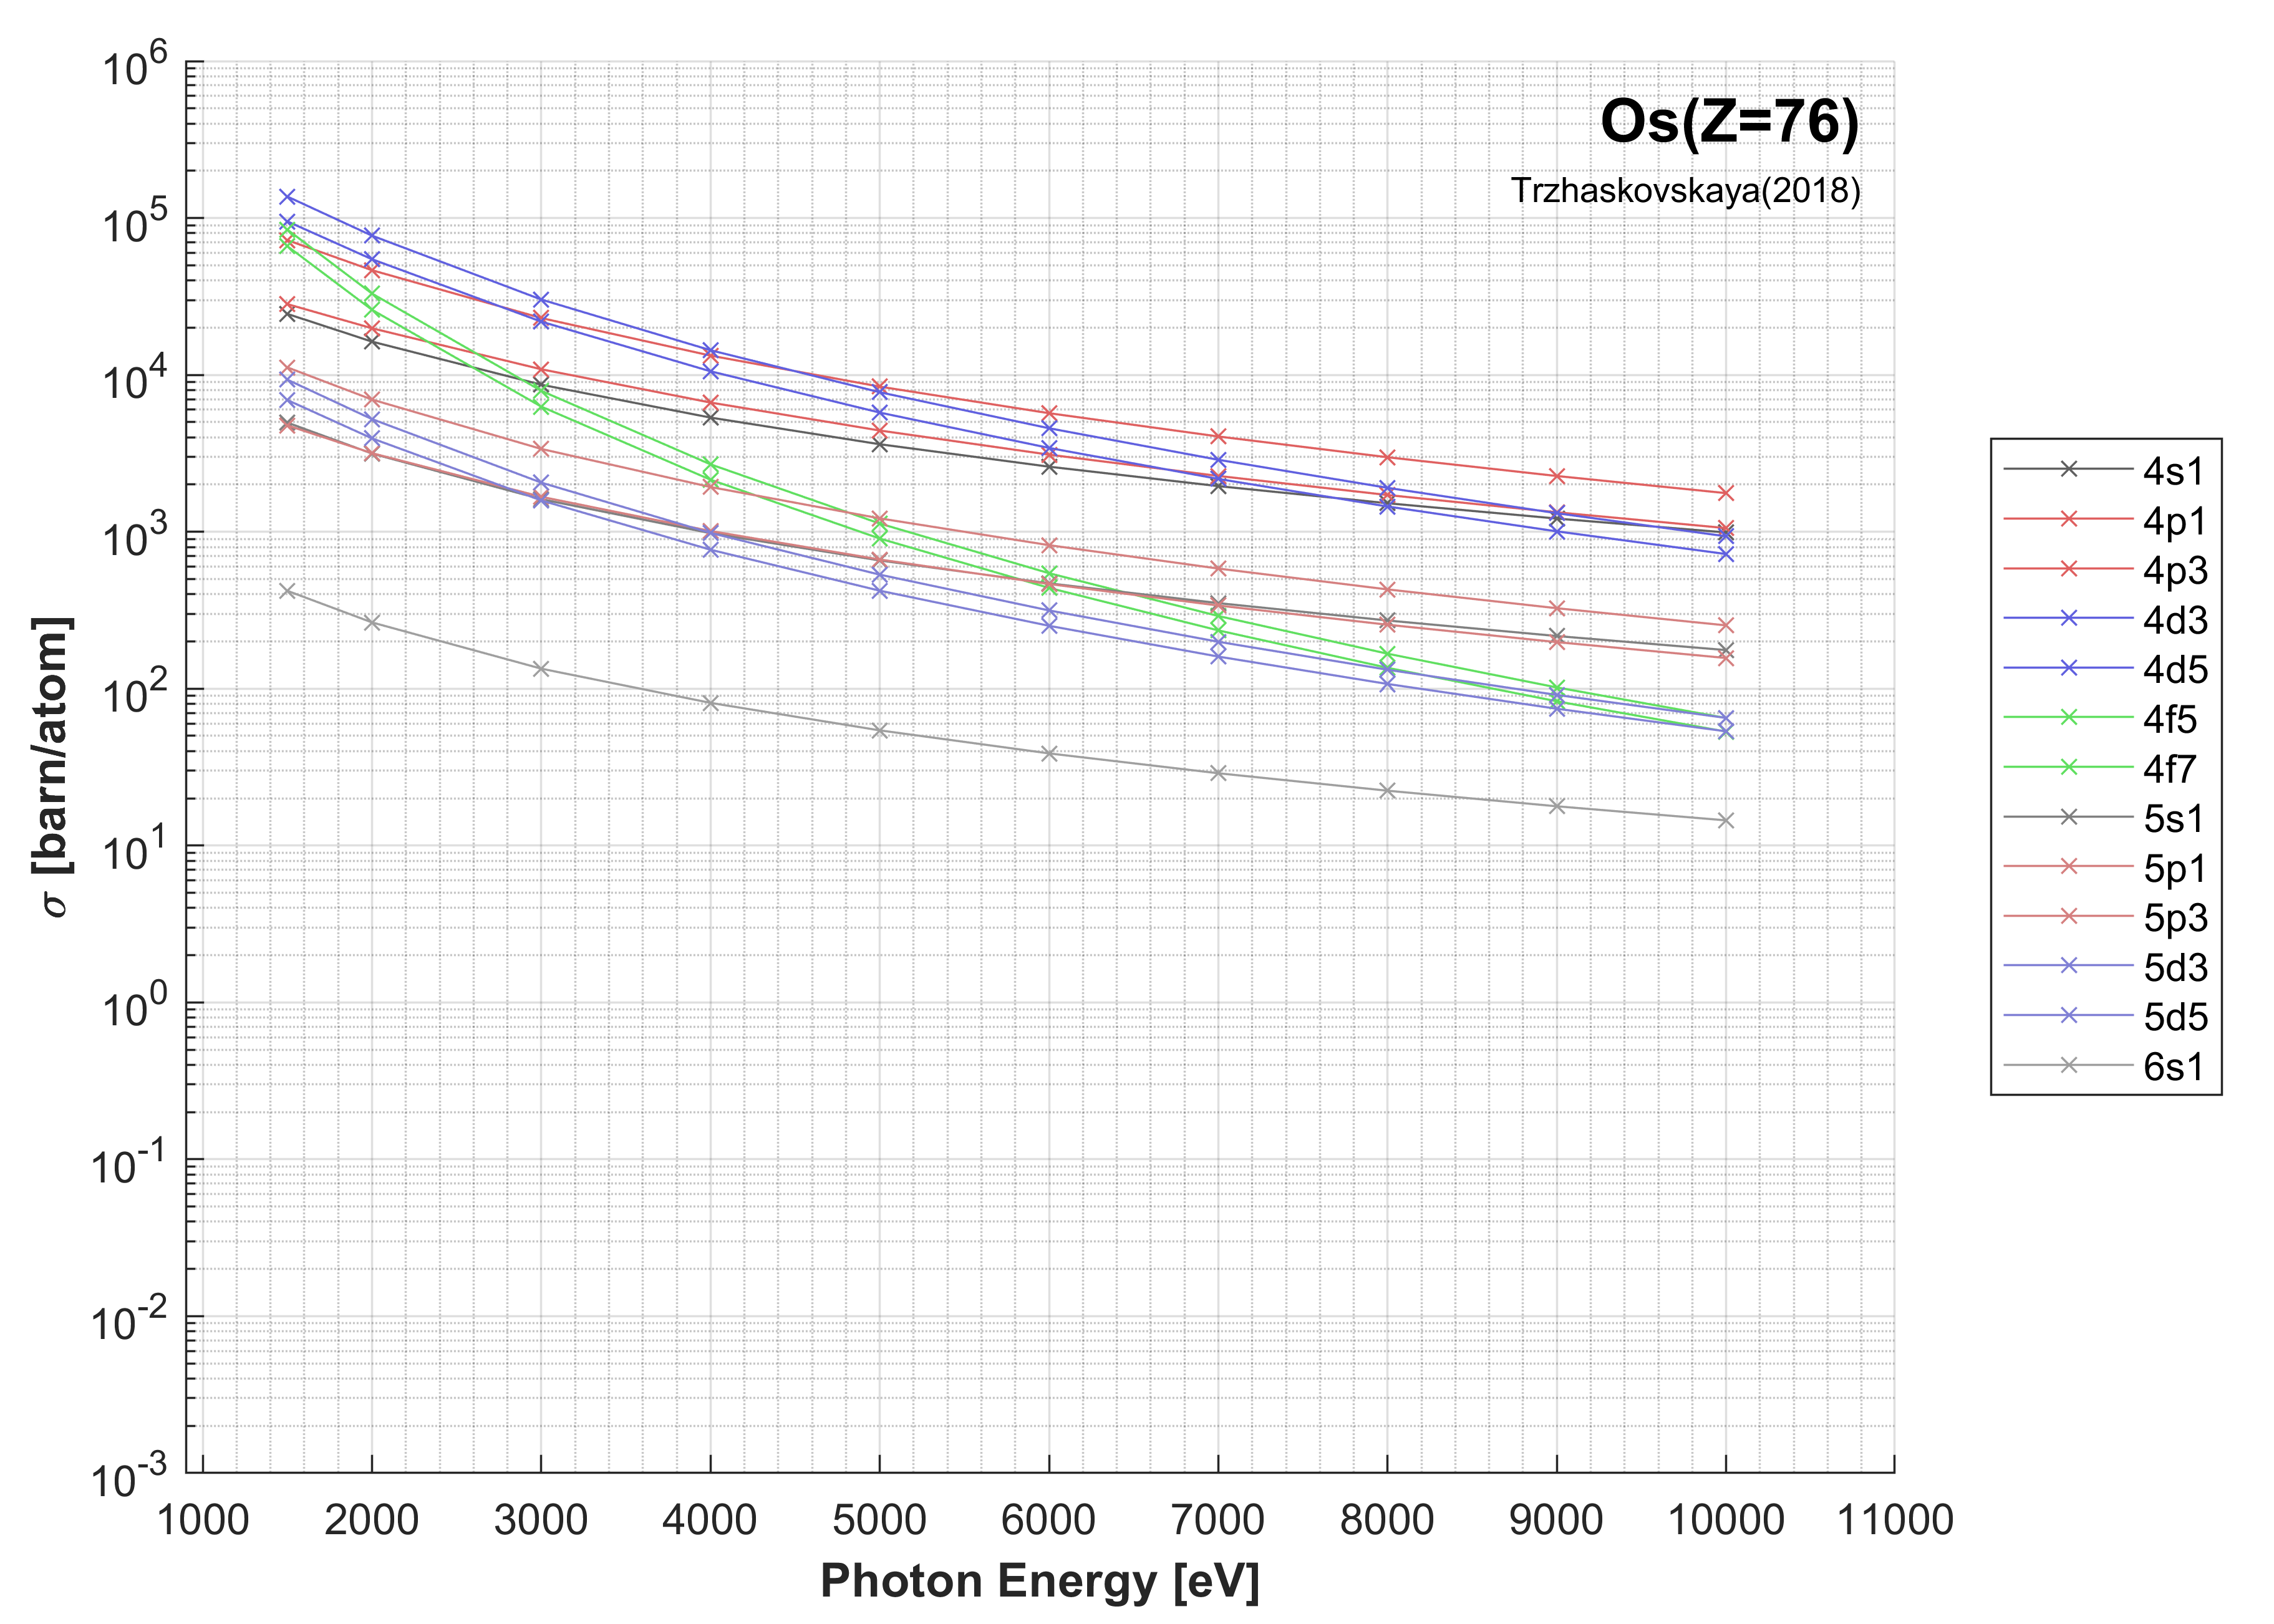 Os(Z=76)
Trzhaskovskaya(2018)
10^6
10^5
10^4
10^3
10^2
10^1
10^0
10^-1
10^-2
10^-3
σ [barn/atom]
1000 2000 3000 4000 5000 6000 7000 8000 9000 10000 11000
Photon Energy [eV]
4s1
4p1
4p3
4d3
4d5
4f5
4f7
5s1
5p1
5p3
5d3
5d5
6s1